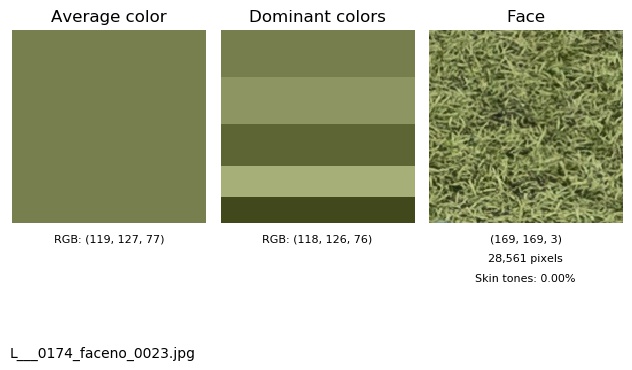 Average color
Dominant colors
Face
RGB: (119, 127, 77)
RGB: (118, 126, 76)
(169, 169, 3)
28,561 pixels
Skin tones: 0.00%
L___0174_faceno_0023.jpg